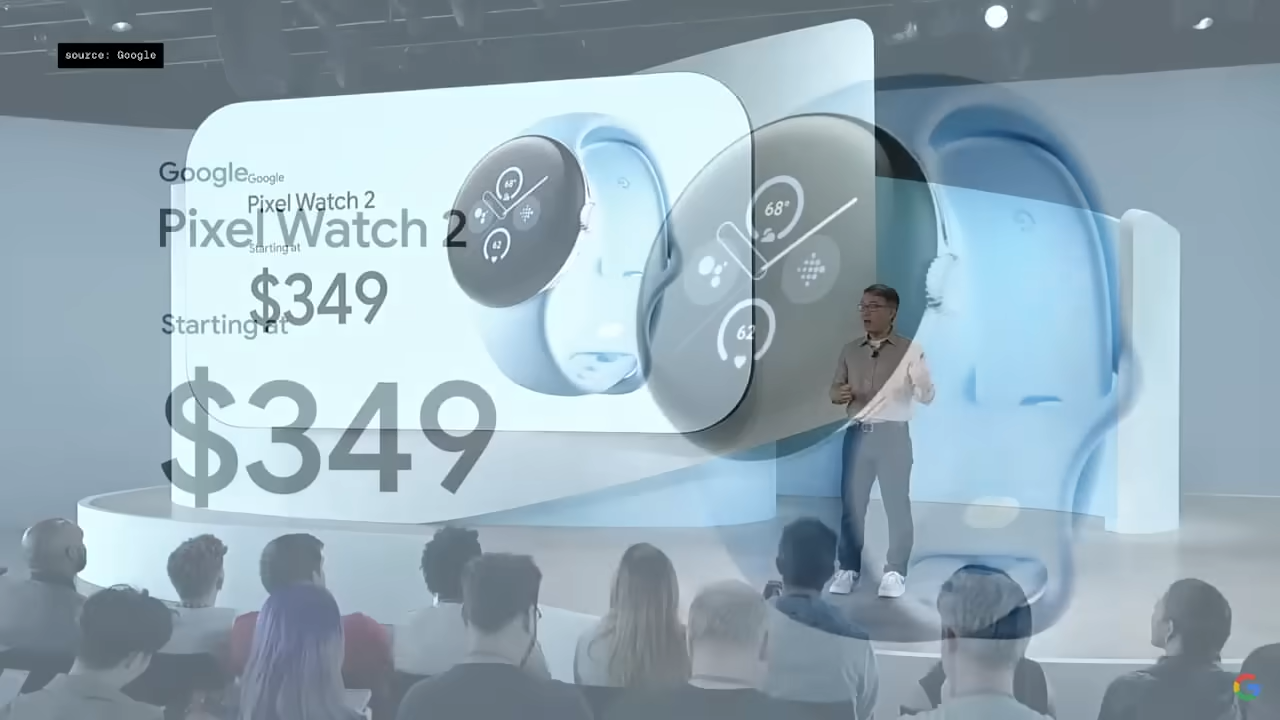 source: Google
Google
Pixel Watch 2
Starting at
$349
Google
Pixel Watch 2
Starting at
$349
68°
62
68°
62